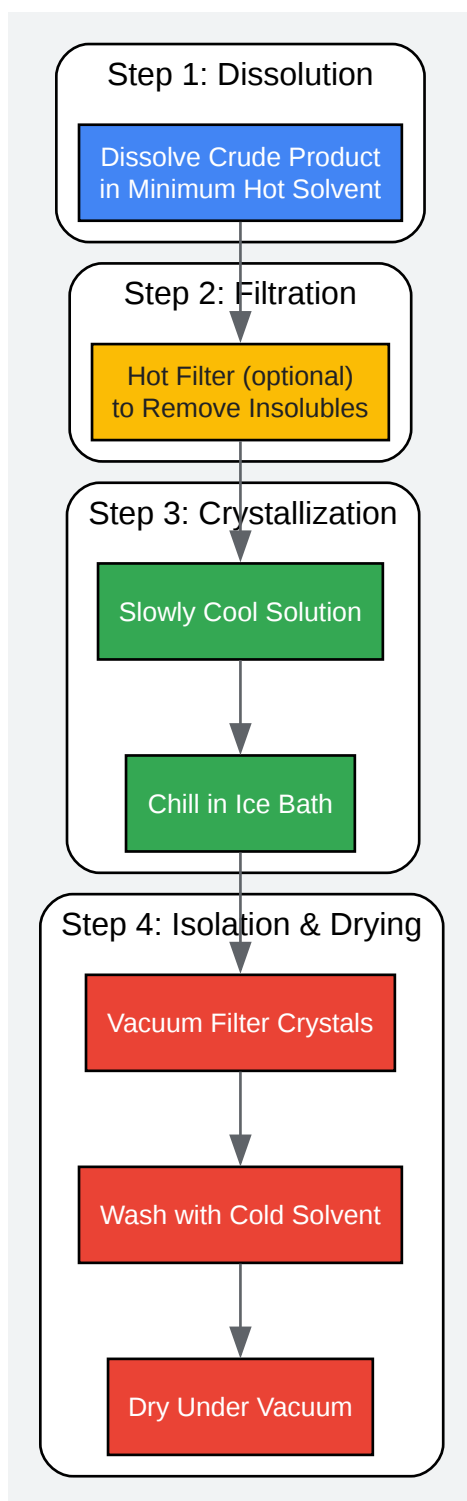 Step 1: Dissolution
Dissolve Crude Product
in Minimum Hot Solvent
Step 2: Filtration
Hot Filter (optional)
to Remove Insolubles
Step 3: Crystallization
Slowly Cool Solution
Chill in Ice Bath
Step 4: Isolation & Drying
Vacuum Filter Crystals
Wash with Cold Solvent
Dry Under Vacuum